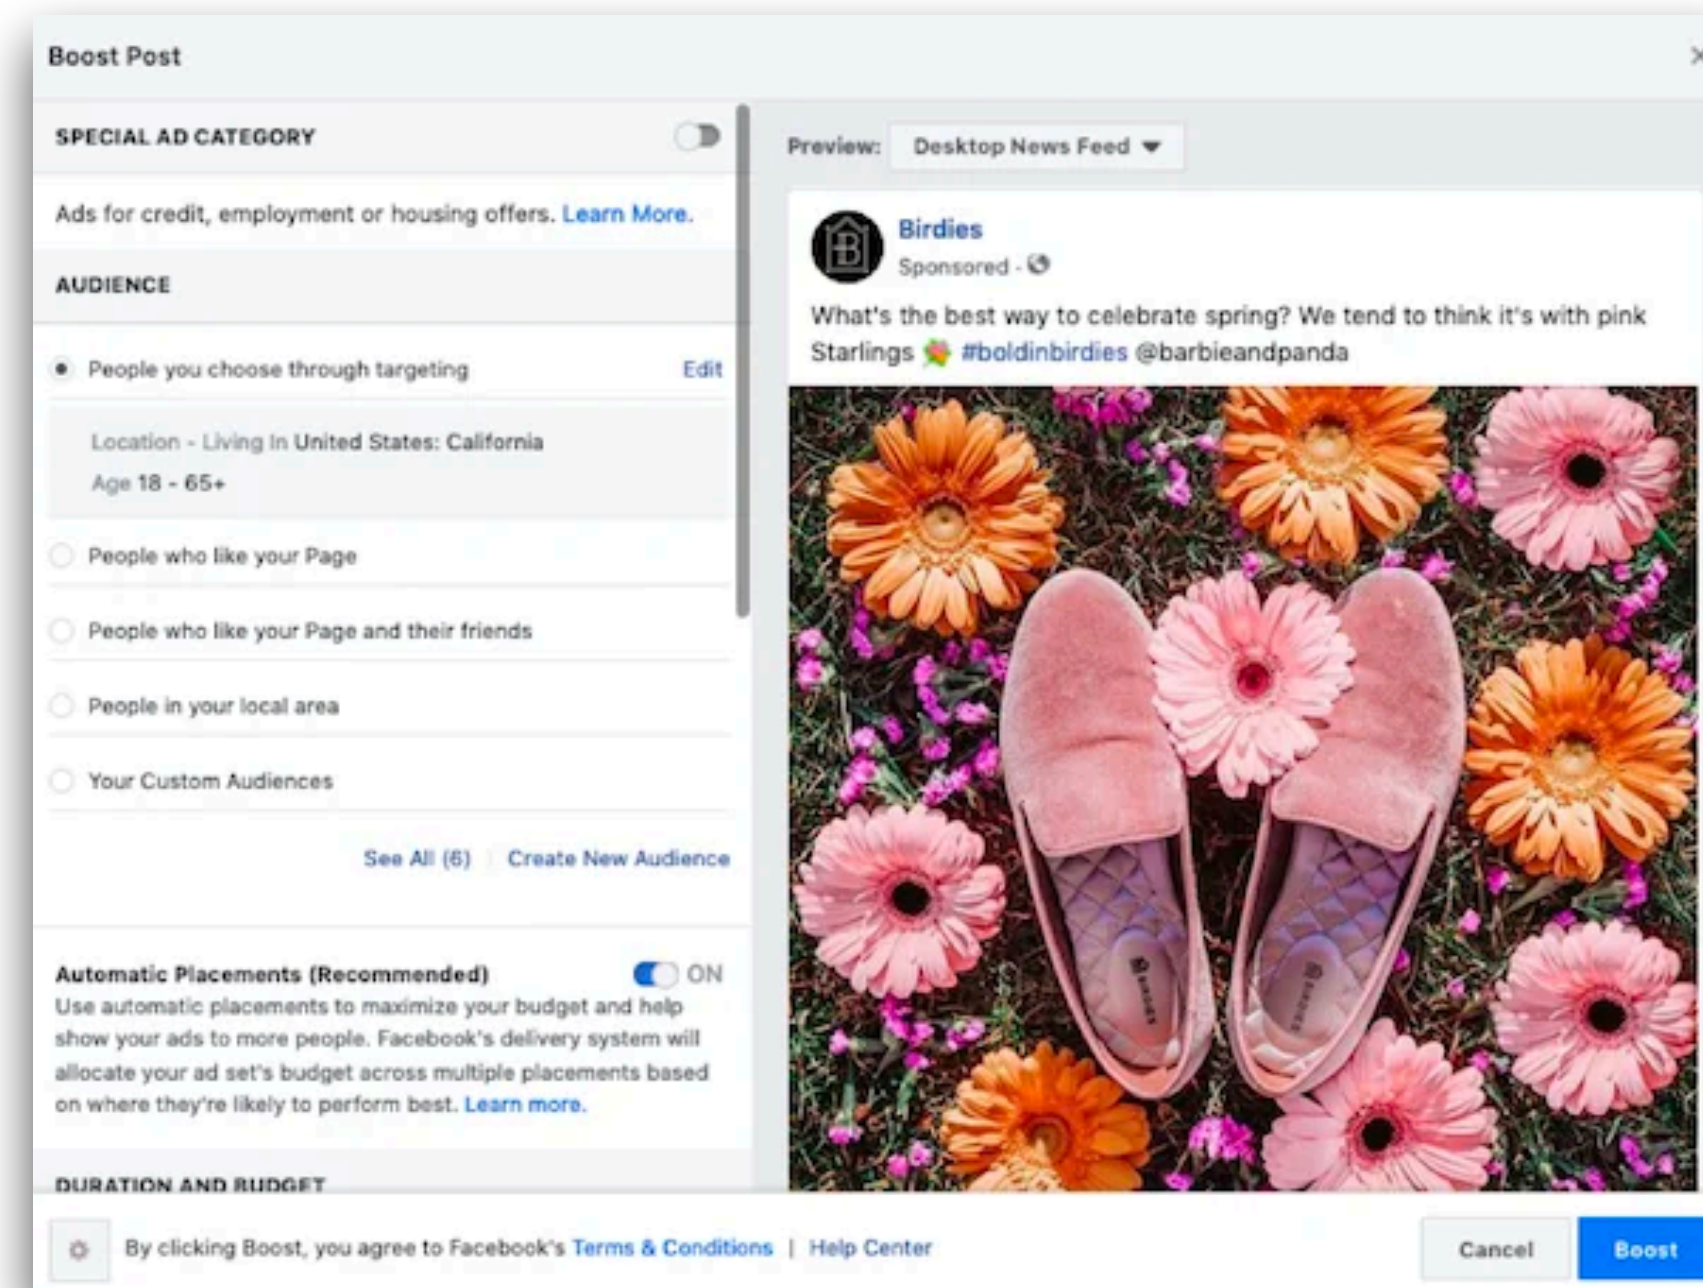 Boost Post
SPECIAL AD CATEGORY
Ads for credit, employment or housing offers. Learn More.
AUDIENCE
People you choose through targeting Edit
Location - Living In United States: California
Age 18 - 65+
People who like your Page
People who like your Page and their friends
People in your local area
Your Custom Audiences
See All (6) Create New Audience
Automatic Placements (Recommended) ON
Use automatic placements to maximize your budget and help
show your ads to more people. Facebook's delivery system will
allocate your ad set's budget across multiple placements based
on where they're likely to perform best. Learn more.
DURATION AND BUDGET
Preview: Desktop News Feed
B
Birdies
Sponsored -
What's the best way to celebrate spring? We tend to think it's with pink
Starlings 💐 #boldinbirdies @barbieandpanda
BIRDIES
BIRDIES
By clicking Boost, you agree to Facebook's Terms & Conditions | Help Center
Cancel Boost